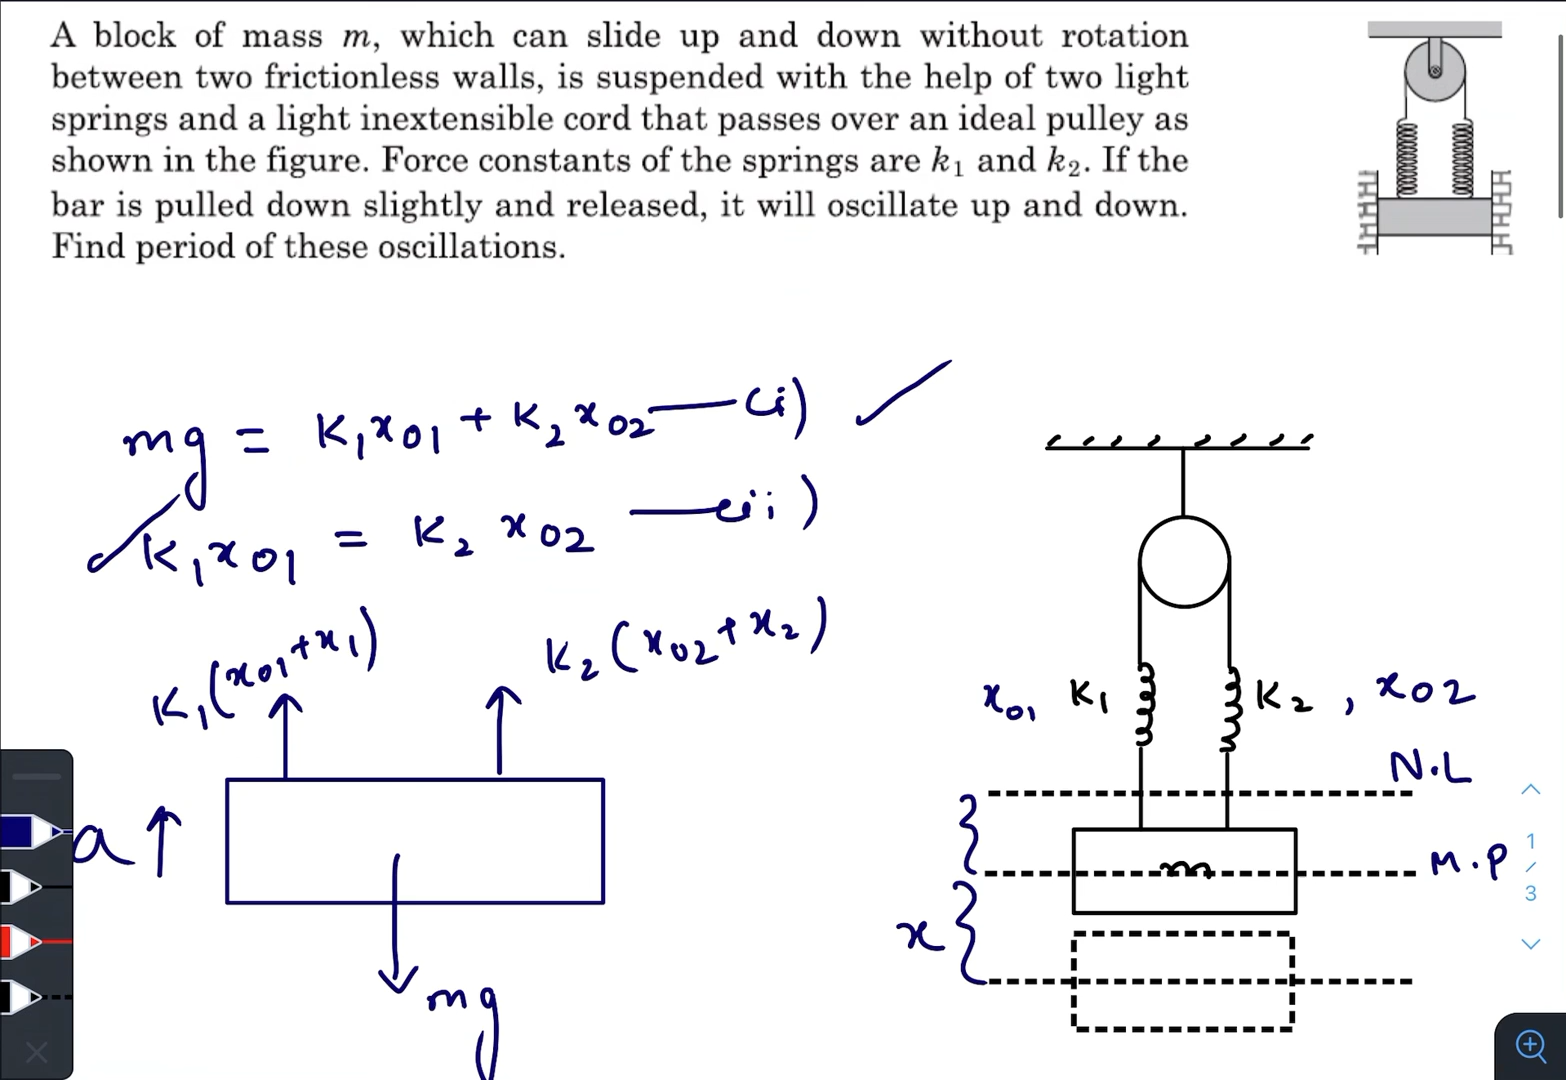 A block of mass m, which can slide up and down without rotation
between two frictionless walls, is suspended with the help of two light
springs and a light inextensible cord that passes over an ideal pulley as
shown in the figure. Force constants of the springs are k₁ and k₂. If the
bar is pulled down slightly and released, it will oscillate up and down.
Find period of these oscillations.
mg = K₁x₀₁ + K₂x₀₂ — (i)
K₁x₀₁ = K₂x₀₂ — (ii)
K₁(x₀₁+x₁)
K₂(x₀₂+x₂)
a
mg
x₀₁ K₁
K₂, x₀₂
N.L
m
M.P
x
1
/
3